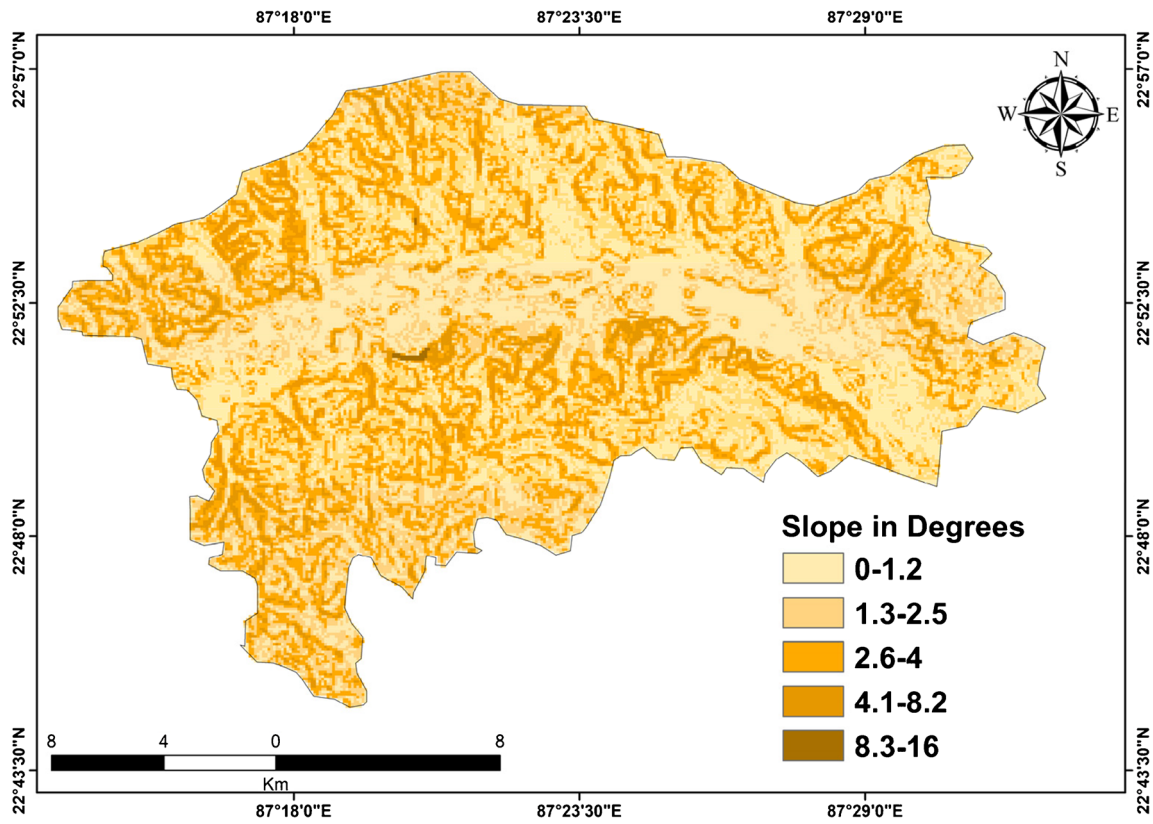 87°18'0"E 87°23'30"E 87°29'0"E
22°57'0"N
22°57'0"N
N
W E
S
22°52'30"N
22°52'30"N
22°48'0"N
22°48'0"N
Slope in Degrees
0-1.2
1.3-2.5
2.6-4
4.1-8.2
8.3-16
8 4 0 8
Km
22°43'30"N
22°43'30"N
87°18'0"E 87°23'30"E 87°29'0"E